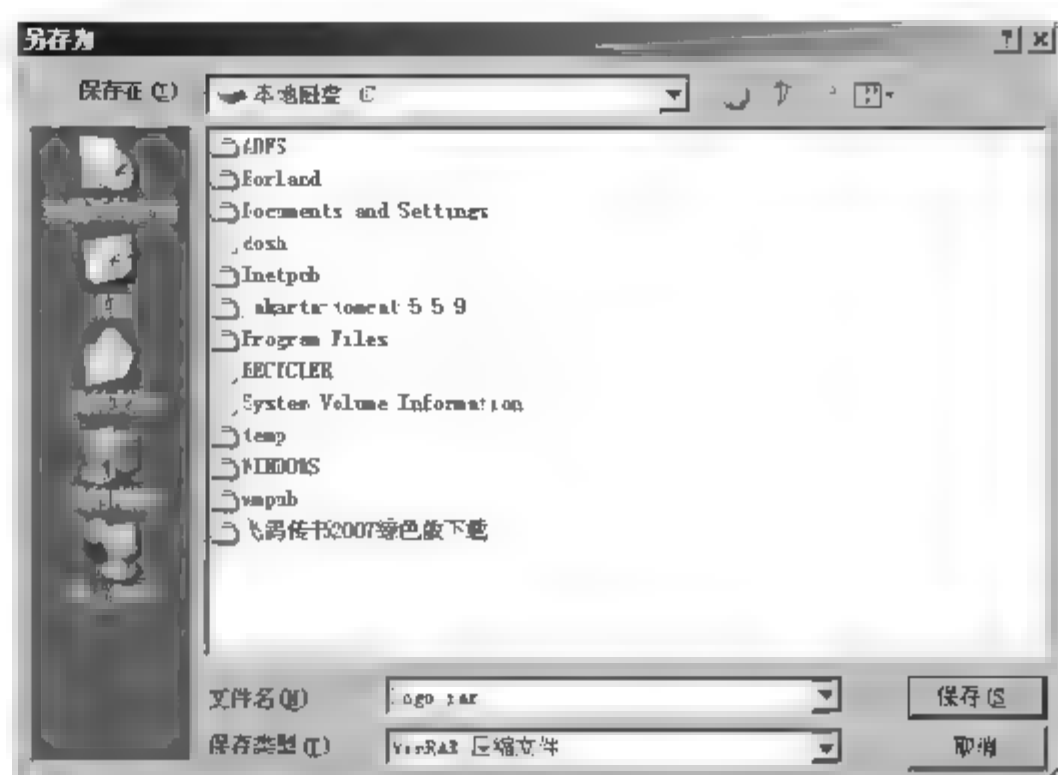 另存为
保存在(I)
本地磁盘 C
ADFS
Borland
Documents and Settings
dosh
Inetpub
5 5 9
Program Files
RECYCLER
System Volume Information
temp
WINDOWS
wmpub
飞鸽传书2007绿色版下载
文件名(N)
logo rar
保存(S
保存类型(T)
WinRAR 压缩文件
取消